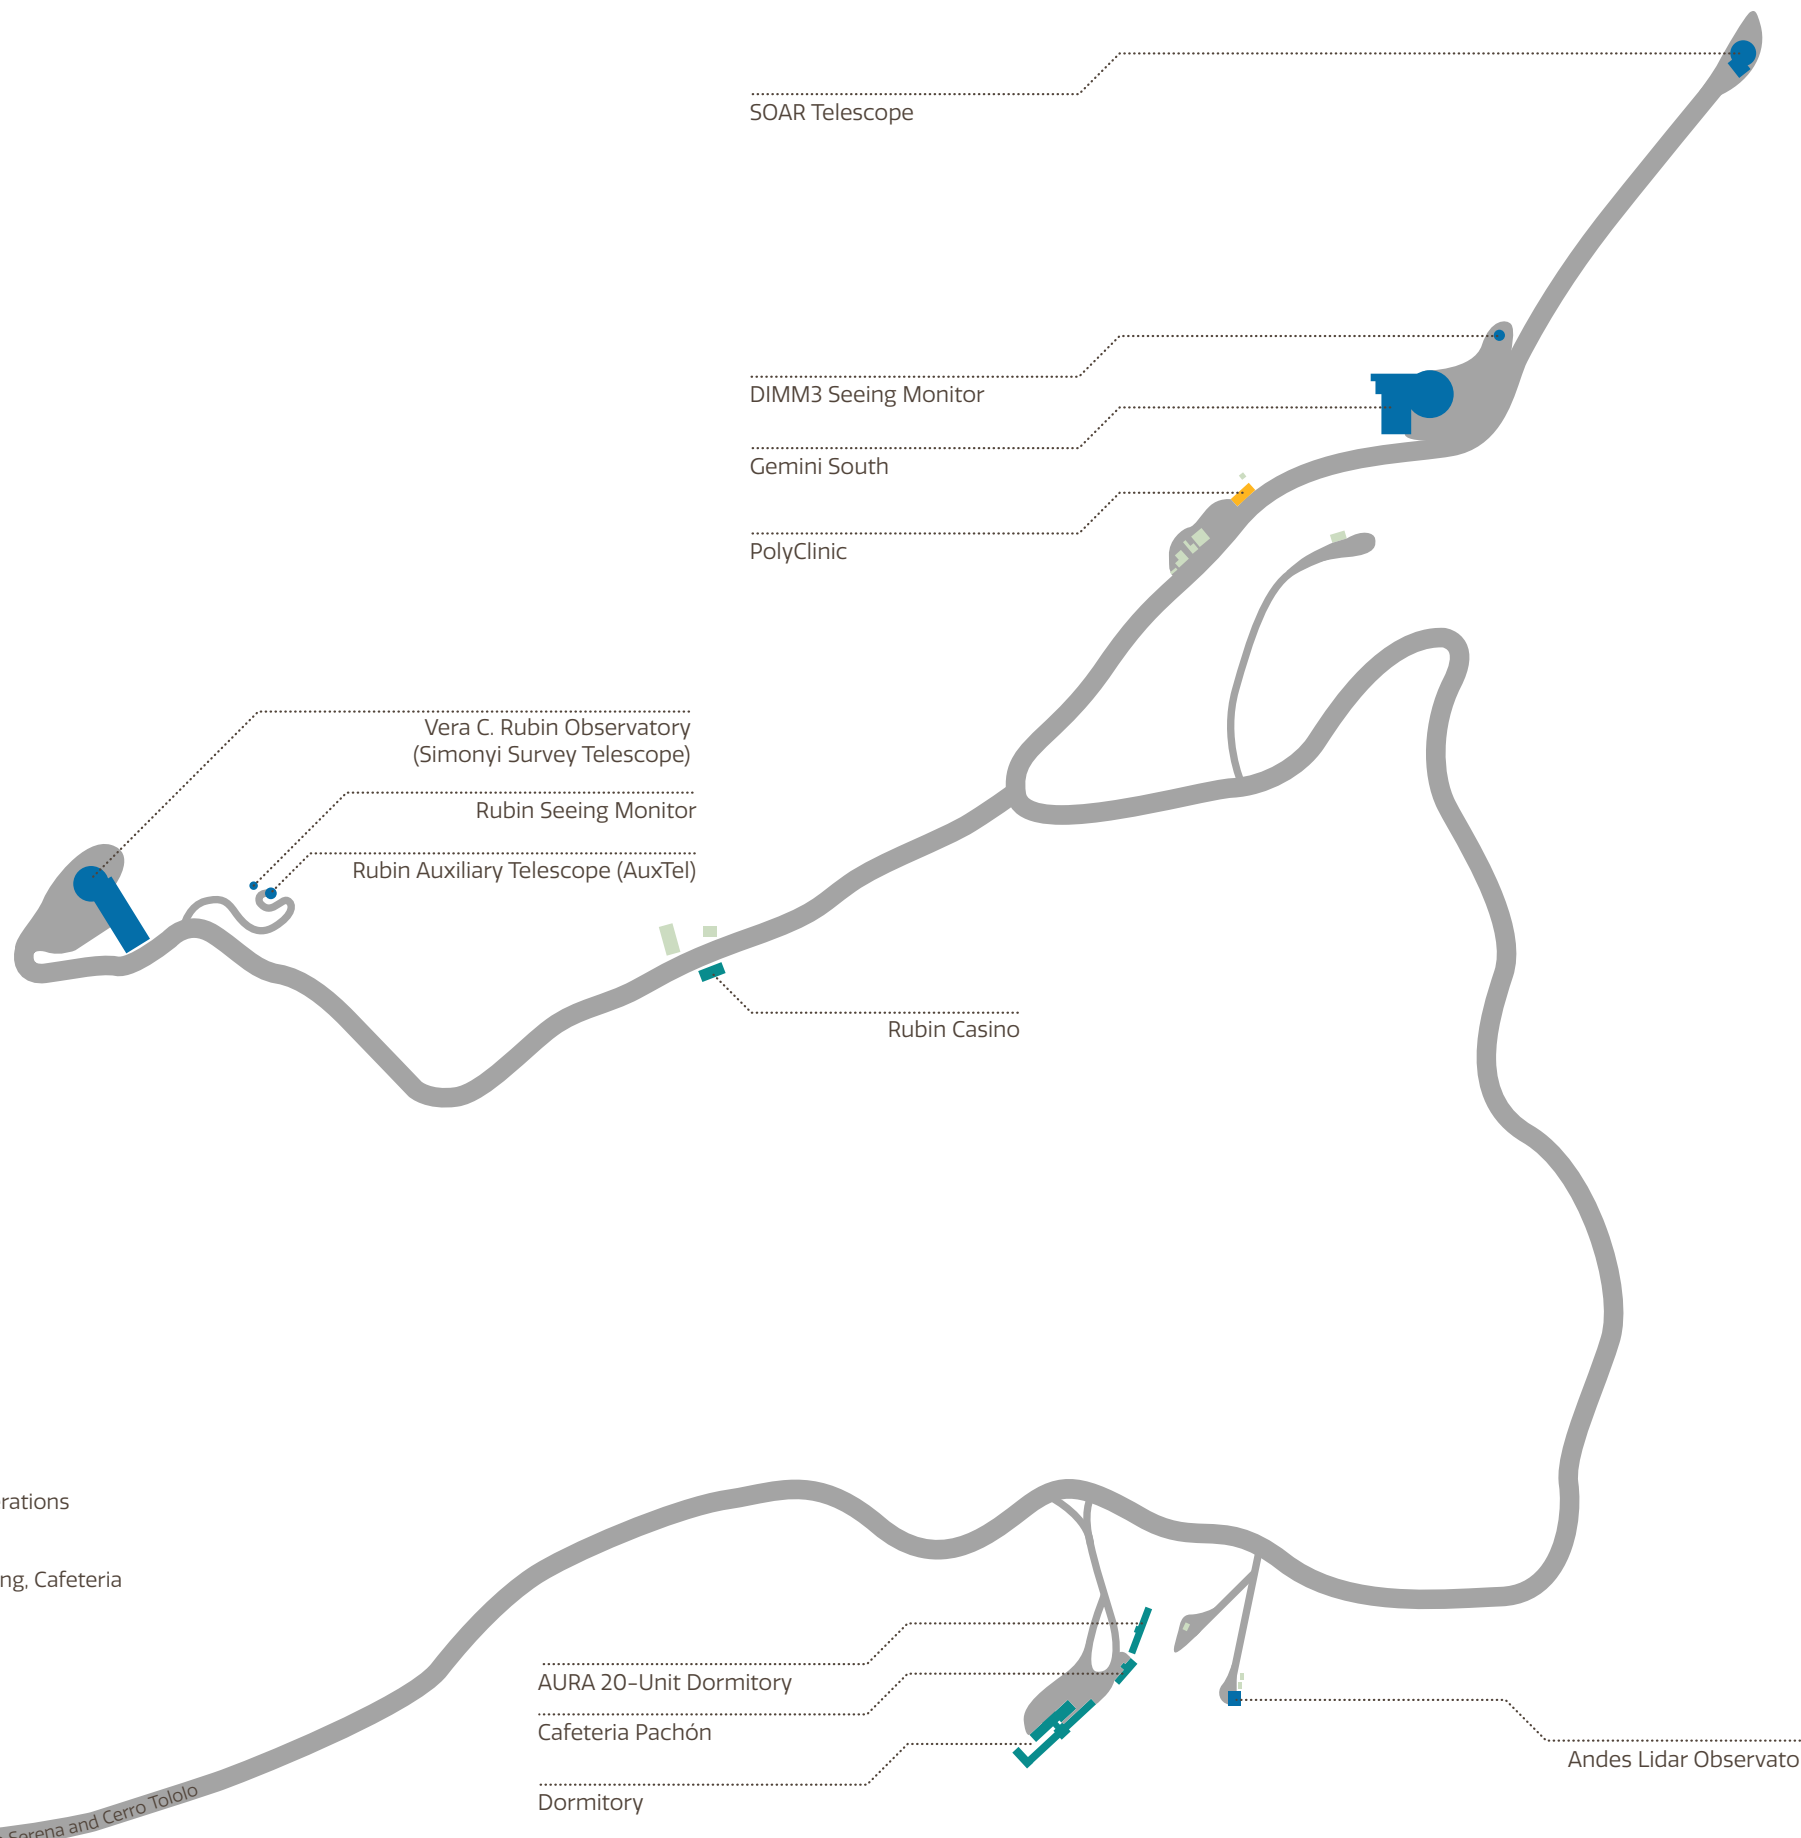 SOAR Telescope
DIMM3 Seeing Monitor
Gemini South
PolyClinic
Vera C. Rubin Observatory
(Simonyi Survey Telescope)
Rubin Seeing Monitor
Rubin Auxiliary Telescope (AuxTel)
Rubin Casino
rations
ng, Cafeteria
AURA 20-Unit Dormitory
Cafeteria Pachón
Dormitory
Andes Lidar Observato
Serena and Cerro Tololo